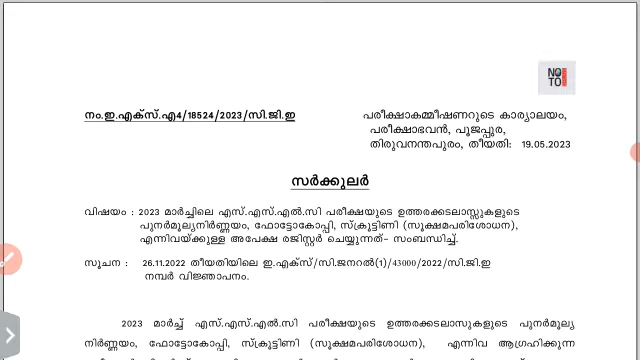 NO TO
നം.ഇ.എക്സ്.എ4/18524/2023/സി.ജി.ഇ
പരീക്ഷാകമ്മീഷണറുടെ കാര്യാലയം,
പരീക്ഷാഭവൻ, പൂജപ്പുര,
തിരുവനന്തപുരം, തീയതി: 19.05.2023
സർക്കുലർ
വിഷയം : 2023 മാർച്ചിലെ എസ്.എസ്.എൽ.സി പരീക്ഷയുടെ ഉത്തരക്കടലാസ്സുകളുടെ
പുനർമൂല്യനിർണ്ണയം, ഫോട്ടോകോപ്പി, സ്ക്രൂട്ടിണി (സൂക്ഷമപരിശോധന),
എന്നിവയ്ക്കുള്ള അപേക്ഷ രജിസ്റ്റർ ചെയ്യുന്നത്– സംബന്ധിച്ച്.
സൂചന : 26.11.2022 തീയതിയിലെ ഇ.എക്സ്/സി.ജനറൽ(1)/43000/2022/സി.ജി.ഇ
നമ്പർ വിജ്ഞാപനം.
2023 മാർച്ച് എസ്.എസ്.എൽ.സി പരീക്ഷയുടെ ഉത്തരക്കടലാസുകളുടെ പുനർമൂല്യ
നിർണ്ണയം, ഫോട്ടോകോപ്പി, സ്ക്രൂട്ടിണി (സൂക്ഷമപരിശോധന), എന്നിവ ആഗ്രഹിക്കുന്ന